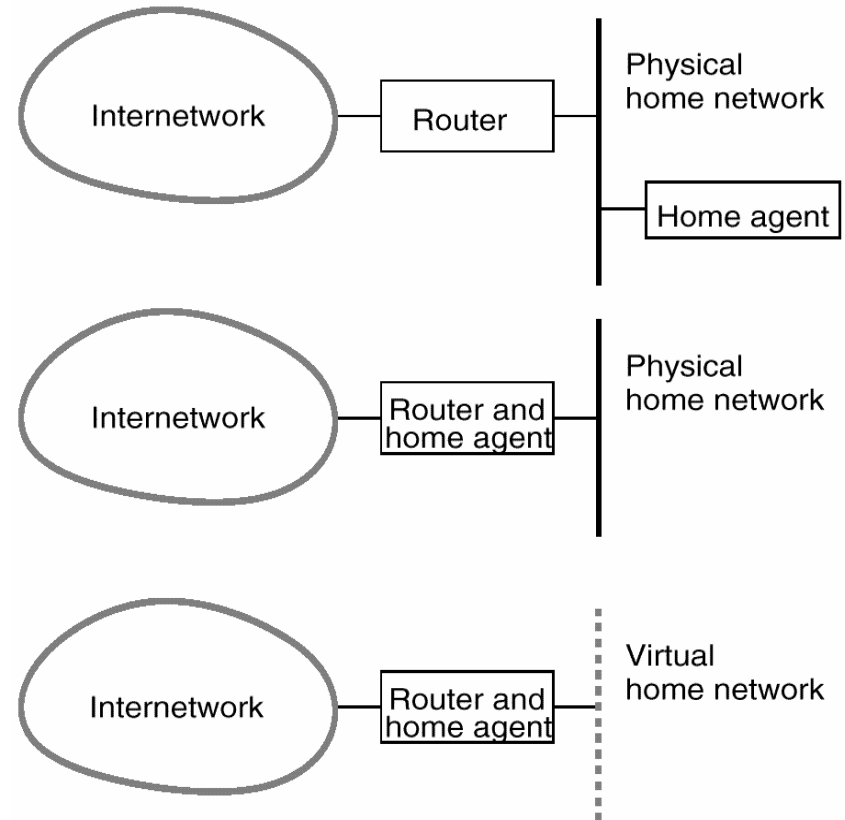 Internetwork
Router
Physical
home network
Home agent
Internetwork
Router and
home agent
Physical
home network
Internetwork
Router and
home agent
Virtual
home network